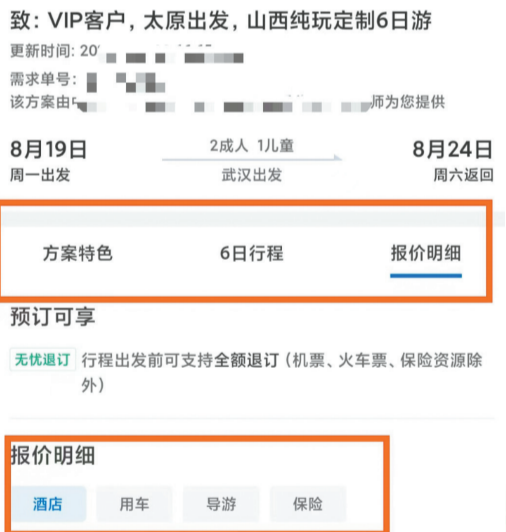 致：VIP客户，太原出发，山西纯玩定制6日游
更新时间：20
需求单号：
该方案由 师为您提供
8月19日 2成人 1儿童 8月24日
周一出发 武汉出发 周六返回
方案特色 6日行程 报价明细
预订可享
无忧退订 行程出发前可支持全额退订（机票、火车票、保险资源除
外）
报价明细
酒店 用车 导游 保险